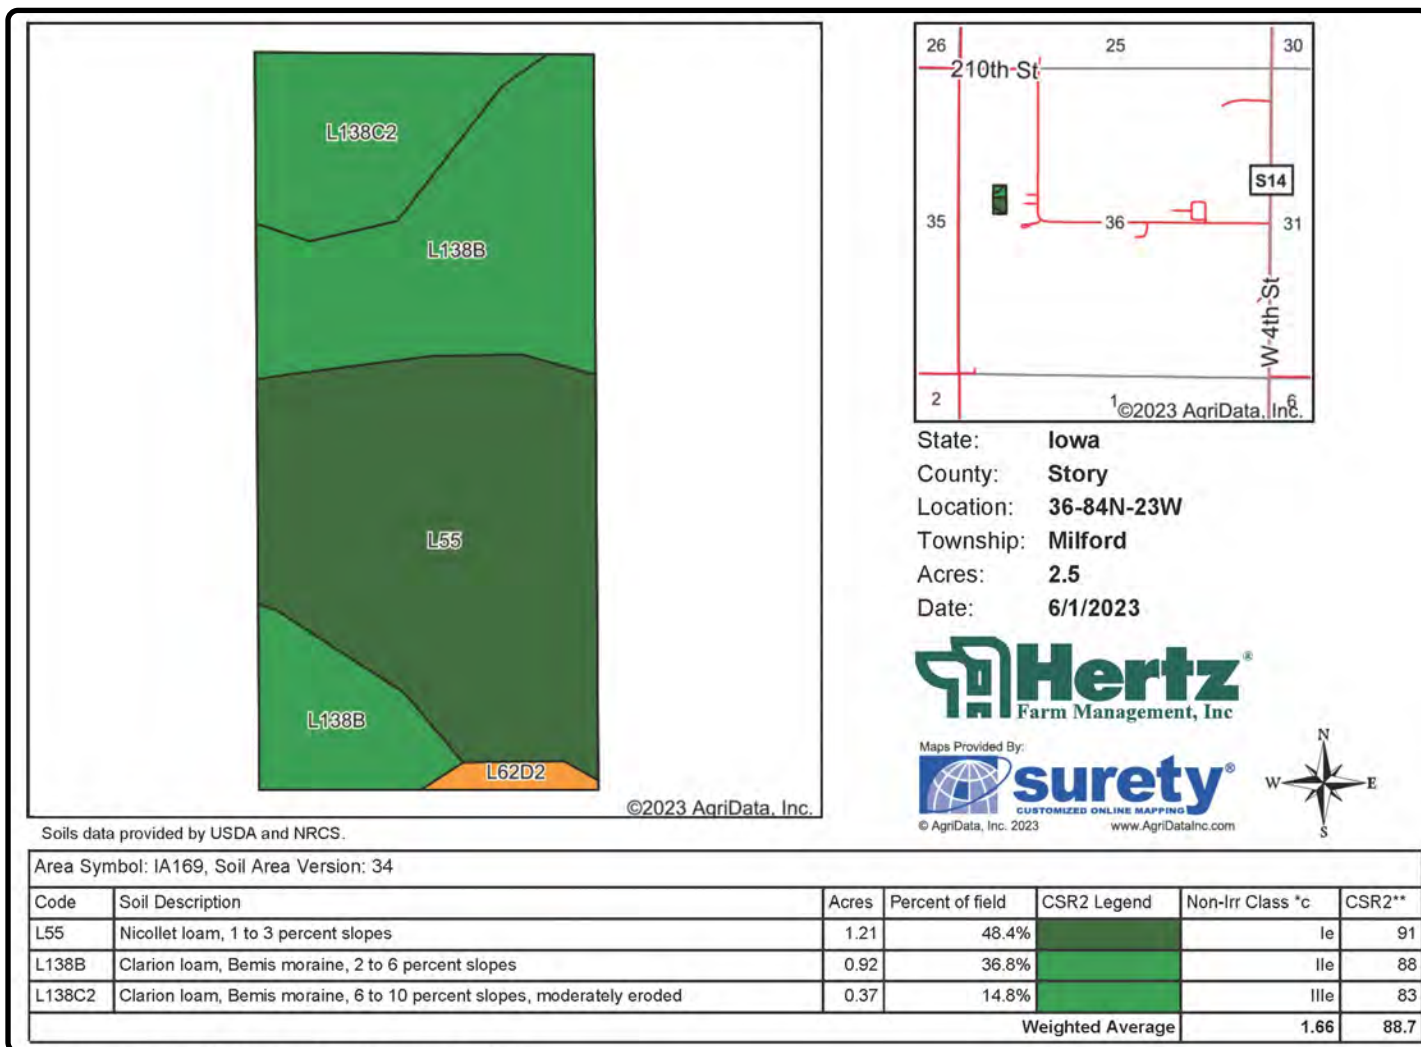 L138C2
L138B
L55
L138B
L62D2
©2023 AgriData, Inc.
Soils data provided by USDA and NRCS.
26 25 30
210th St
S14
35 36 31
W 4th St
2 1 6
©2023 AgriData, Inc.
State: Iowa
County: Story
Location: 36-84N-23W
Township: Milford
Acres: 2.5
Date: 6/1/2023
Hertz®
Farm Management, Inc
Maps Provided By:
surety®
CUSTOMIZED ONLINE MAPPING
© AgriData, Inc. 2023 www.AgriDataInc.com
N
W E
S
Area Symbol: IA169, Soil Area Version: 34
Code Soil Description Acres Percent of field CSR2 Legend Non-Irr Class *c CSR2**
L55 Nicollet loam, 1 to 3 percent slopes 1.21 48.4% Ie 91
L138B Clarion loam, Bemis moraine, 2 to 6 percent slopes 0.92 36.8% IIe 88
L138C2 Clarion loam, Bemis moraine, 6 to 10 percent slopes, moderately eroded 0.37 14.8% IIIe 83
Weighted Average 1.66 88.7